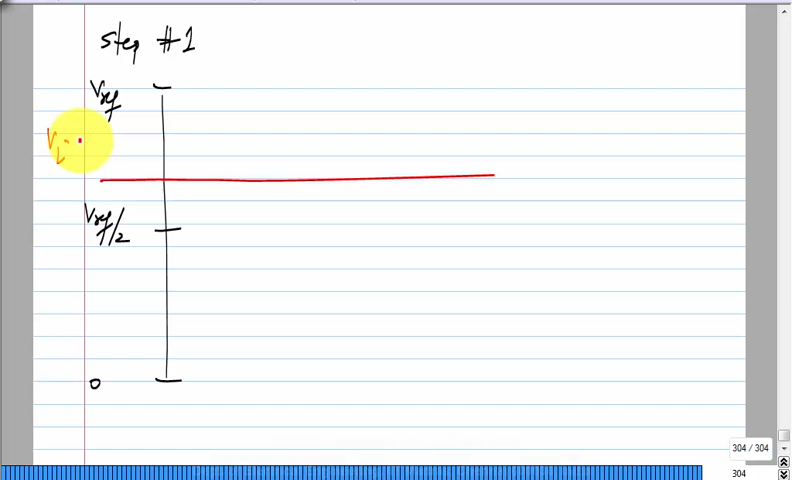 step #1
Vref
Vref/2
0
304 / 304
304